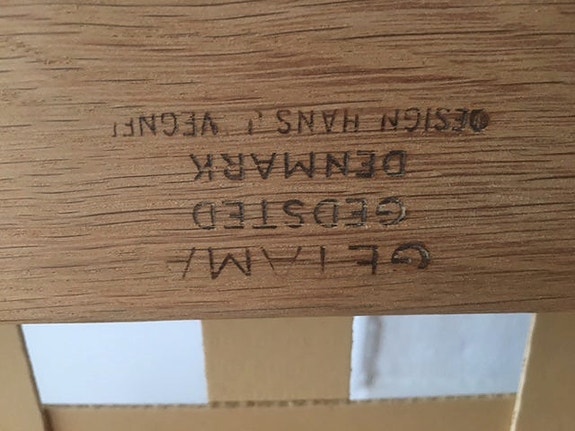 GETAMA
GEDSTED
DENMARK
DESIGN HANS J. WEGNER